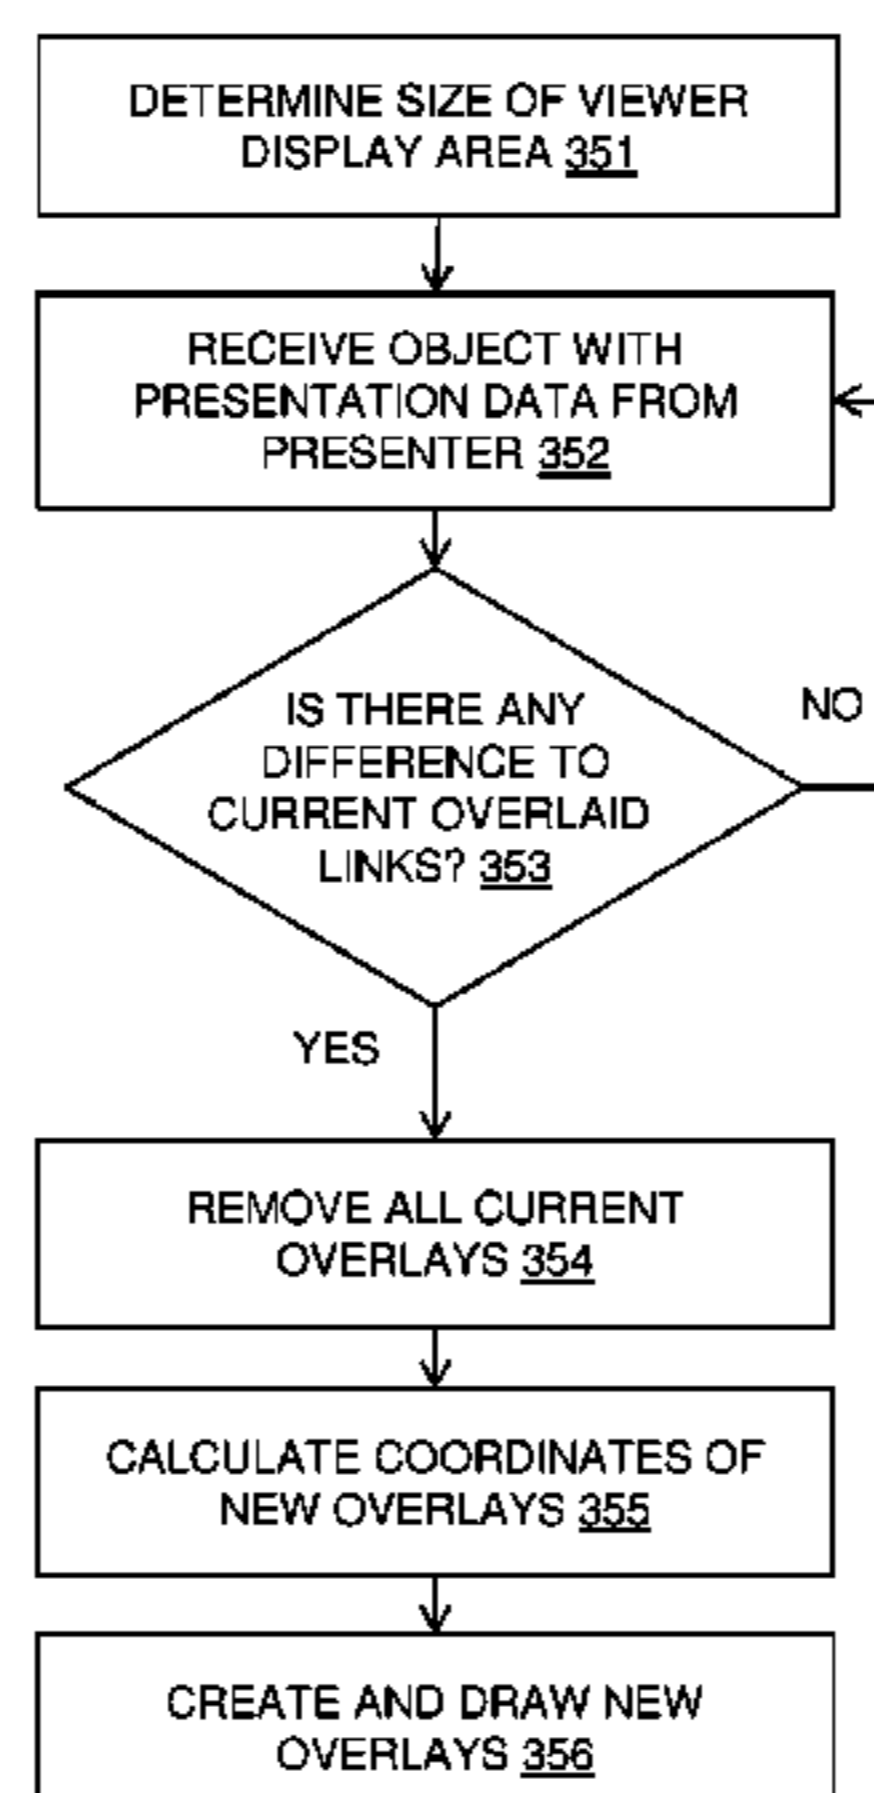 DETERMINE SIZE OF VIEWER
DISPLAY AREA 351
RECEIVE OBJECT WITH
PRESENTATION DATA FROM
PRESENTER 352
IS THERE ANY
DIFFERENCE TO
CURRENT OVERLAID
LINKS? 353
NO
YES
REMOVE ALL CURRENT
OVERLAYS 354
CALCULATE COORDINATES OF
NEW OVERLAYS 355
CREATE AND DRAW NEW
OVERLAYS 356